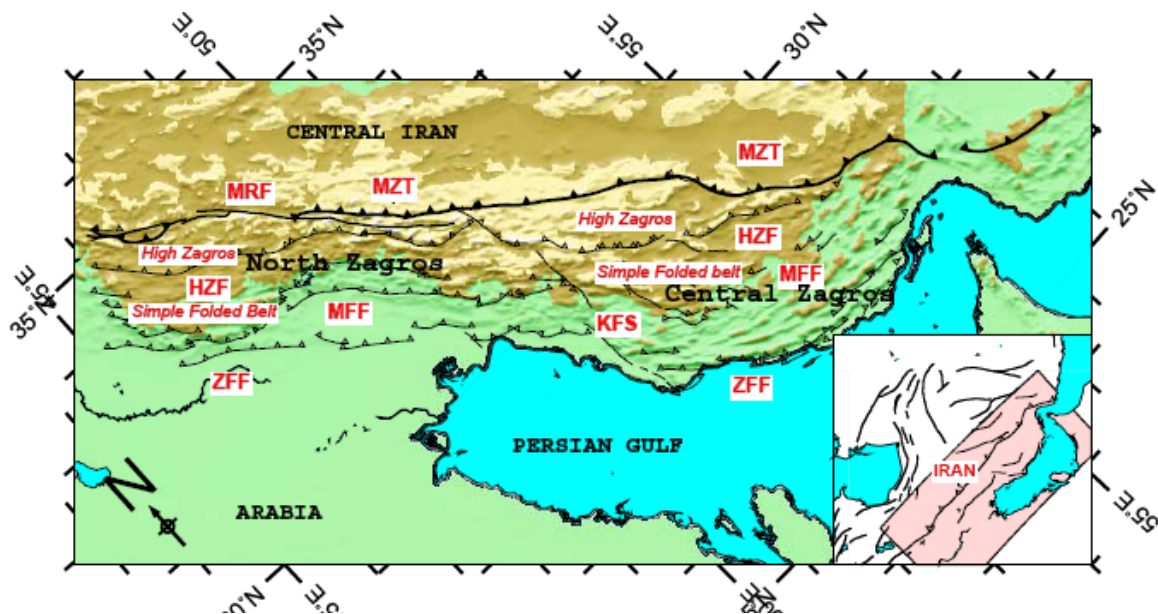 50°E
35°N
55°E
30°N
CENTRAL IRAN
MZT
MRF
MZT
25°N
High Zagros
High Zagros
HZF
North Zagros
Simple Folded belt
MFF
45°E
HZF
Central Zagros
35°N
Simple Folded Belt
MFF
KFS
ZFF
ZFF
PERSIAN GULF
IRAN
55°E
N
ARABIA